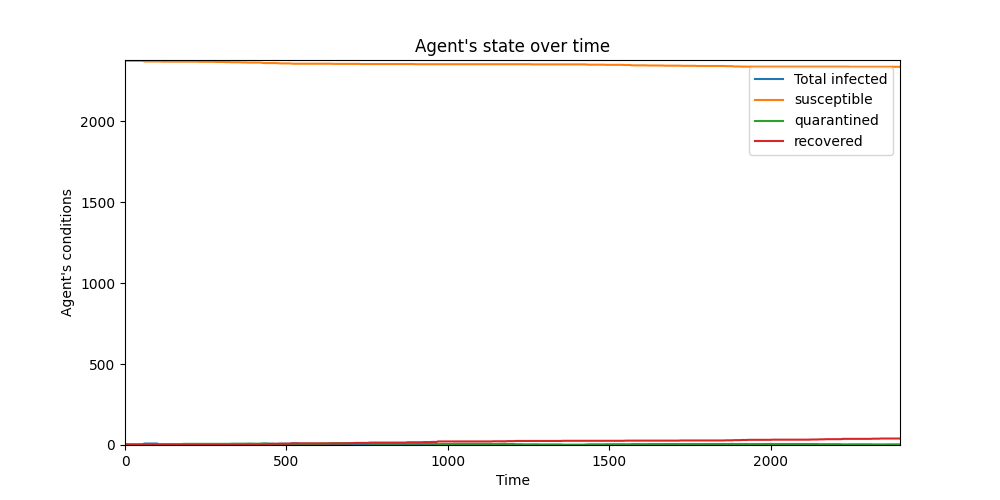 Agent's state over time
Agent's conditions
2000
1500
1000
500
0
Total infected
susceptible
quarantined
recovered
0 500 1000 1500 2000
Time